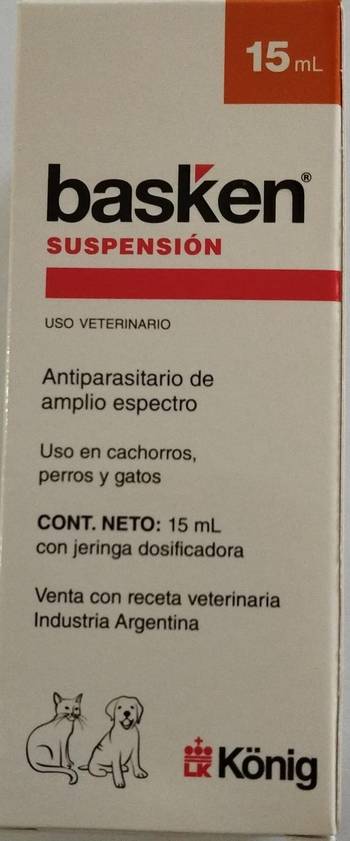 15 mL
basken®
SUSPENSIÓN
USO VETERINARIO
Antiparasitario de
amplio espectro
Uso en cachorros,
perros y gatos
CONT. NETO: 15 mL
con jeringa dosificadora
Venta con receta veterinaria
Industria Argentina
LK König